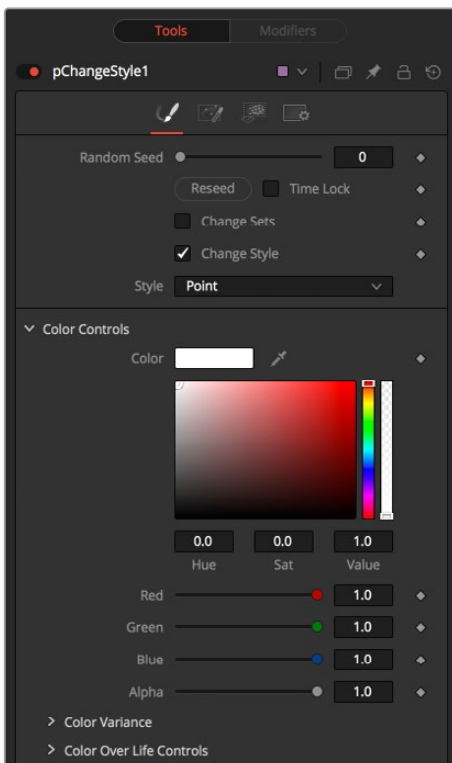 Tools Modifiers
pChangeStyle1
Random Seed 0
Reseed Time Lock
Change Sets
Change Style
Style Point
Color Controls
Color
0.0 0.0 1.0
Hue Sat Value
Red 1.0
Green 1.0
Blue 1.0
Alpha 1.0
Color Variance
Color Over Life Controls